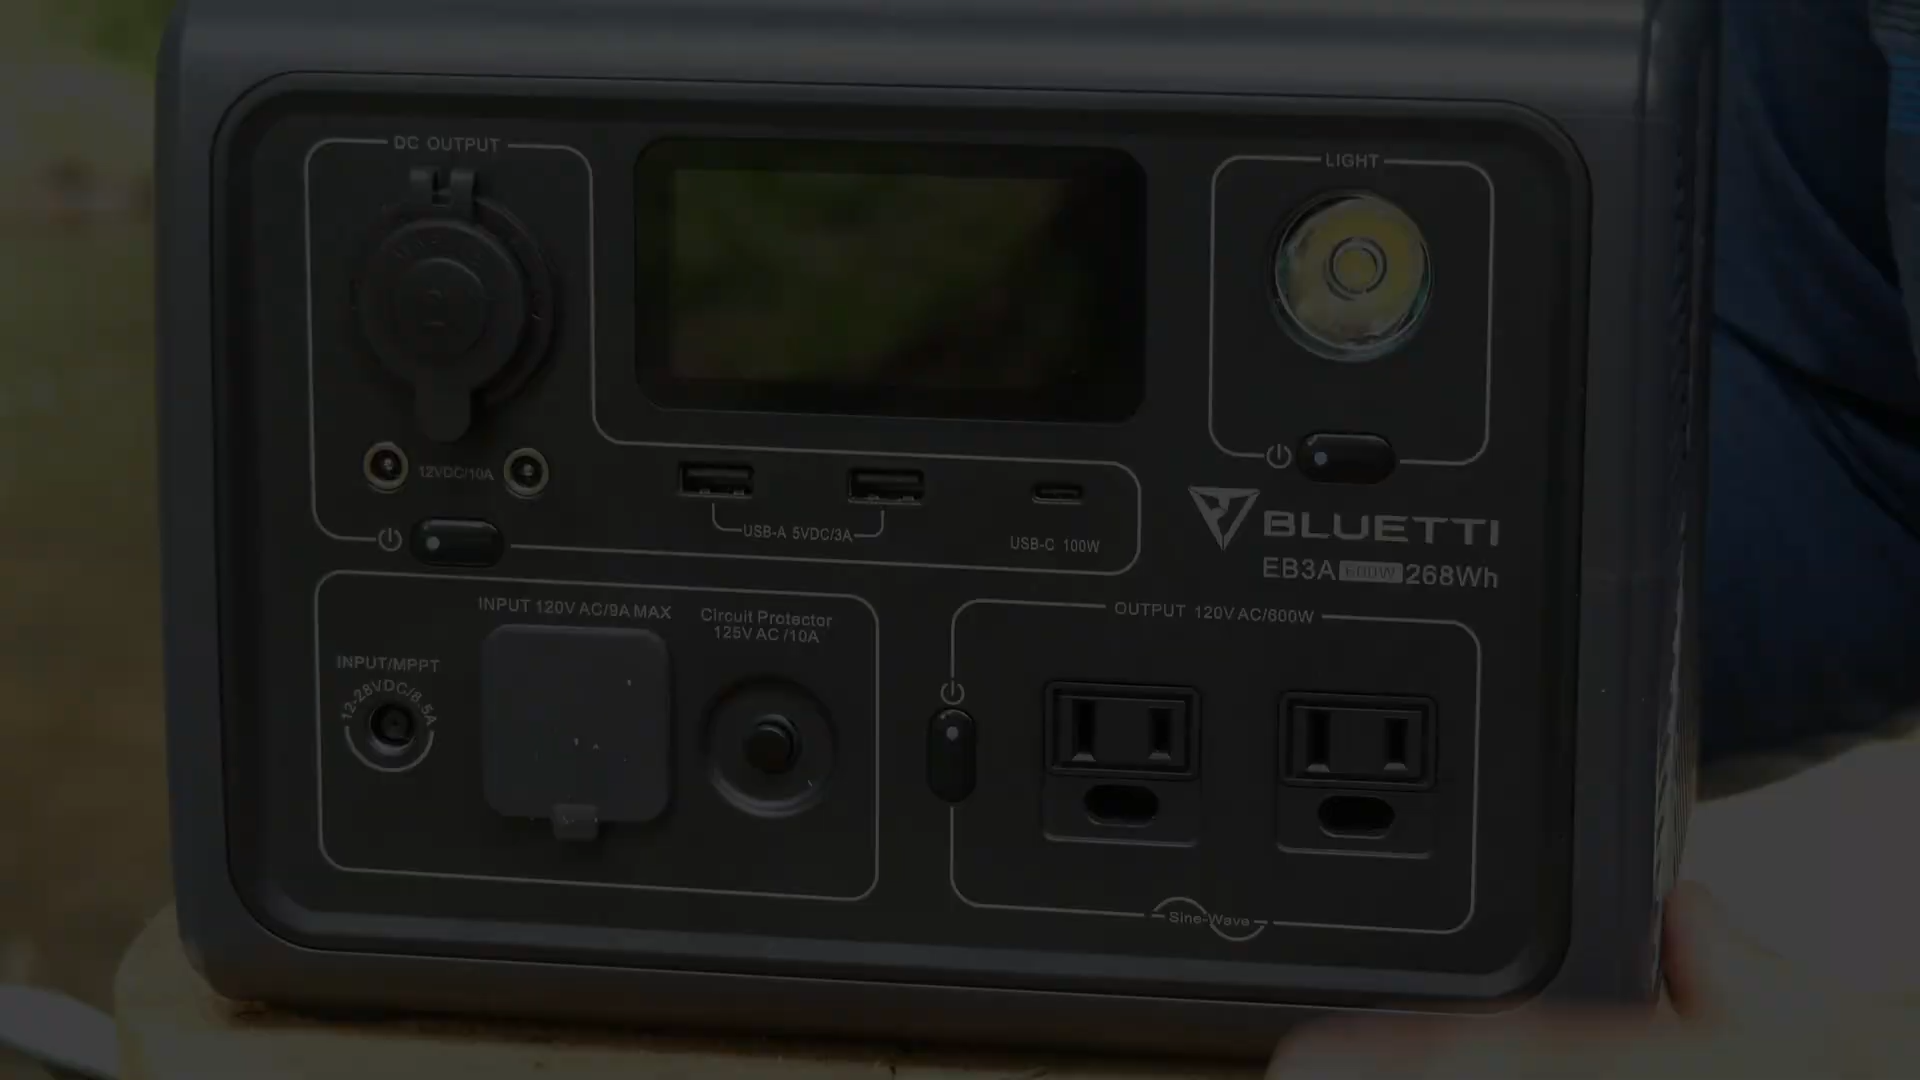 DC OUTPUT
LIGHT
12VDC/10A
USB-A 5VDC/3A
USB-C 100W
BLUETTI
EB3A 600W 268Wh
INPUT 120V AC/9A MAX
Circuit Protector
125V AC /10A
INPUT/MPPT
12-28VDC/8.5A
OUTPUT 120V AC/600W
Sine-Wave